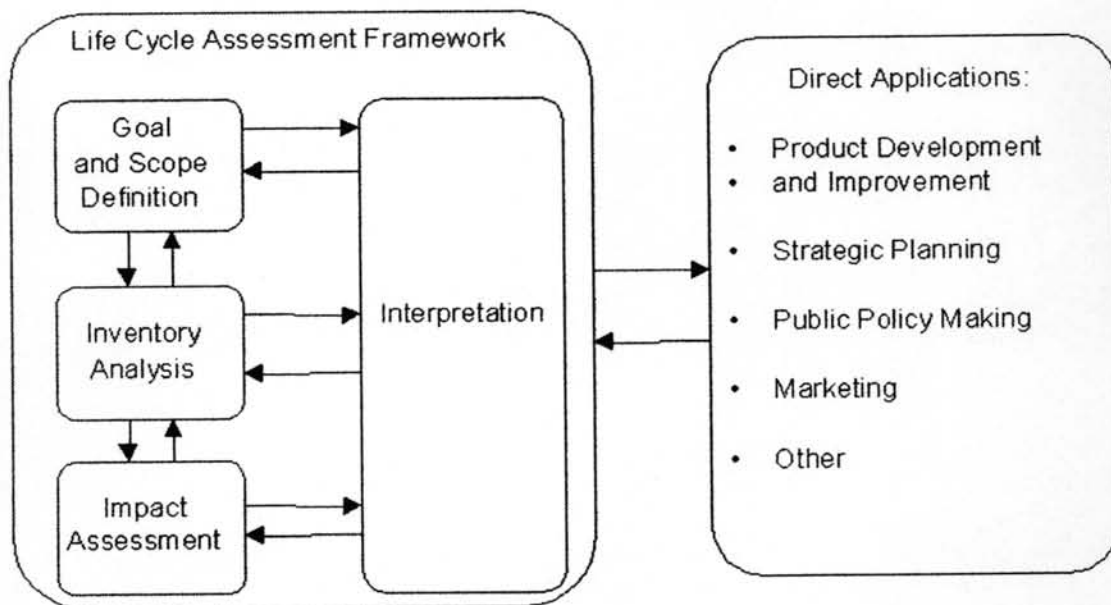 Life Cycle Assessment Framework
Goal
and Scope
Definition
Inventory
Analysis
Impact
Assessment
Interpretation
Direct Applications:
• Product Development
• and Improvement
• Strategic Planning
• Public Policy Making
• Marketing
• Other